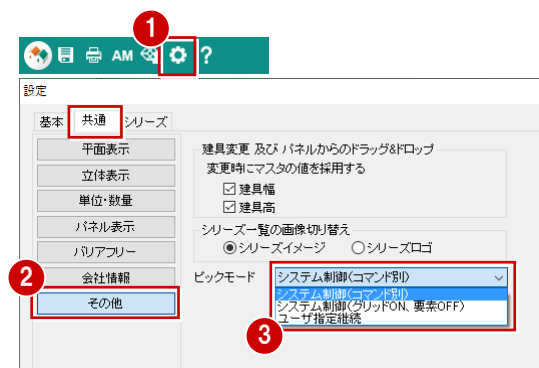 1
AM ?
設定
基本 共通 シリーズ
平面表示
立体表示
単位・数量
パネル表示
バリアフリー
会社情報
その他
2
建具変更 及び パネルからのドラッグ&ドロップ
変更時にマスタの値を採用する
建具幅
建具高
シリーズ一覧の画像切り替え
シリーズイメージ シリーズロゴ
ピックモード システム制御(コマンド別)
システム制御(コマンド別)
システム制御(グリッドON、要素OFF)
ユーザ指定継続
3